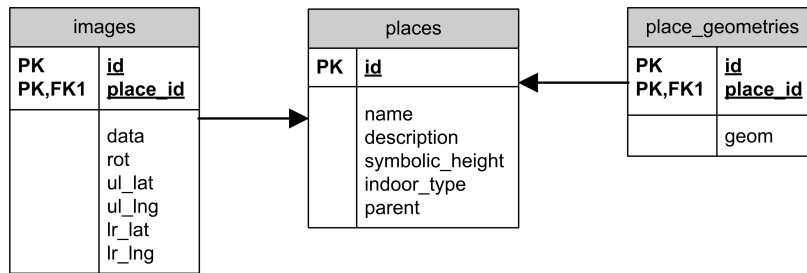 images
PK id
PK,FK1 place_id
data
rot
ul_lat
ul_lng
lr_lat
lr_lng
places
PK id
name
description
symbolic_height
indoor_type
parent
place_geometries
PK id
PK,FK1 place_id
geom